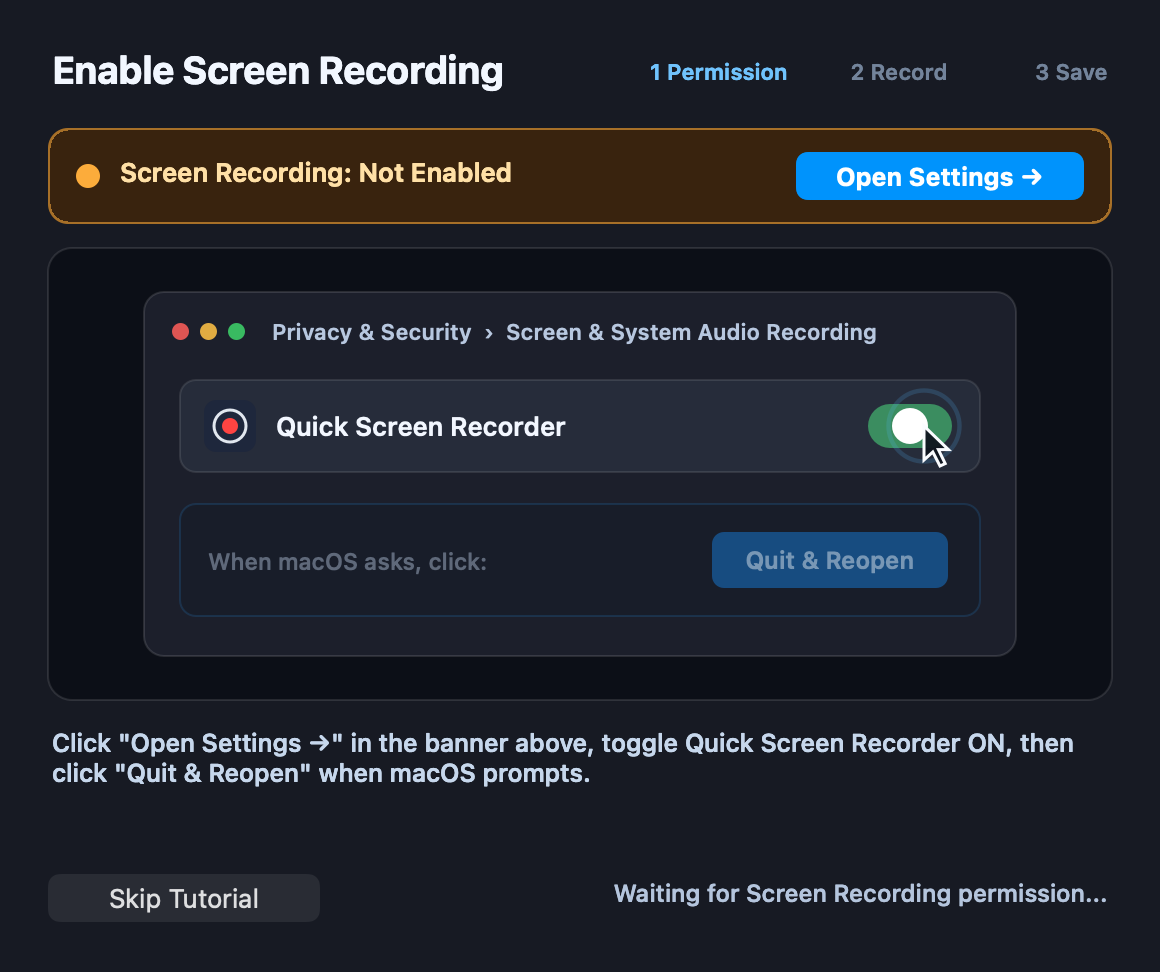 Enable Screen Recording
1 Permission
2 Record
3 Save
Screen Recording: Not Enabled
Open Settings →
Privacy & Security › Screen & System Audio Recording
Quick Screen Recorder
When macOS asks, click:
Quit & Reopen
Click "Open Settings →" in the banner above, toggle Quick Screen Recorder ON, then
click "Quit & Reopen" when macOS prompts.
Skip Tutorial
Waiting for Screen Recording permission...